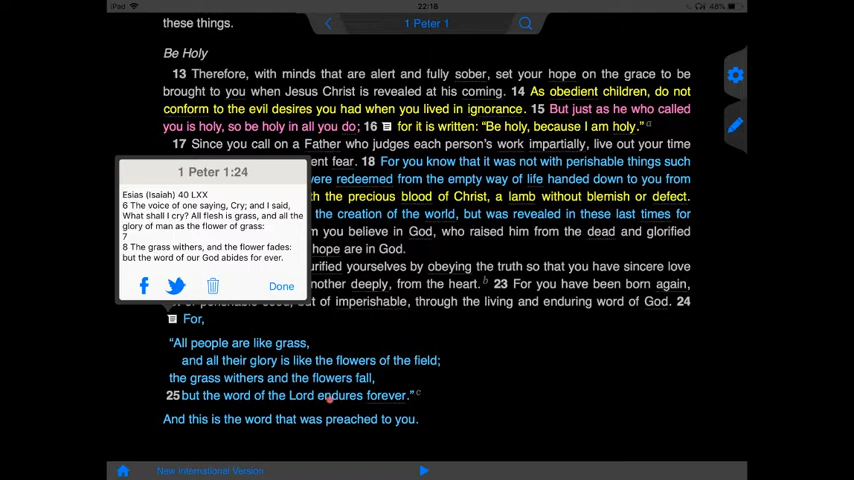 iPad 22:16 46%
these things.
1 Peter 1
Be Holy
13 Therefore, with minds that are alert and fully sober, set your hope on the grace to be
brought to you when Jesus Christ is revealed at his coming. 14 As obedient children, do not
conform to the evil desires you had when you lived in ignorance. 15 But just as he who called
you is holy, so be holy in all you do; 16 for it is written: “Be holy, because I am holy.” a
17 Since you call on a Father who judges each person’s work impartially, live out your time
ent fear. 18 For you know that it was not with perishable things such
ere redeemed from the empty way of life handed down to you from
h the precious blood of Christ, a lamb without blemish or defect.
the creation of the world, but was revealed in these last times for
m you believe in God, who raised him from the dead and glorified
hope are in God.
urified yourselves by obeying the truth so that you have sincere love
nother deeply, from the heart. b 23 For you have been born again,
of imperishable, through the living and enduring word of God. 24
For,
“All people are like grass,
and all their glory is like the flowers of the field;
the grass withers and the flowers fall,
25 but the word of the Lord endures forever.” c
And this is the word that was preached to you.
1 Peter 1:24
Esias (Isaiah) 40 LXX
6 The voice of one saying, Cry; and I said,
What shall I cry? All flesh is grass, and all the
glory of man as the flower of grass:
7
8 The grass withers, and the flower fades:
but the word of our God abides for ever.
Done
New International Version